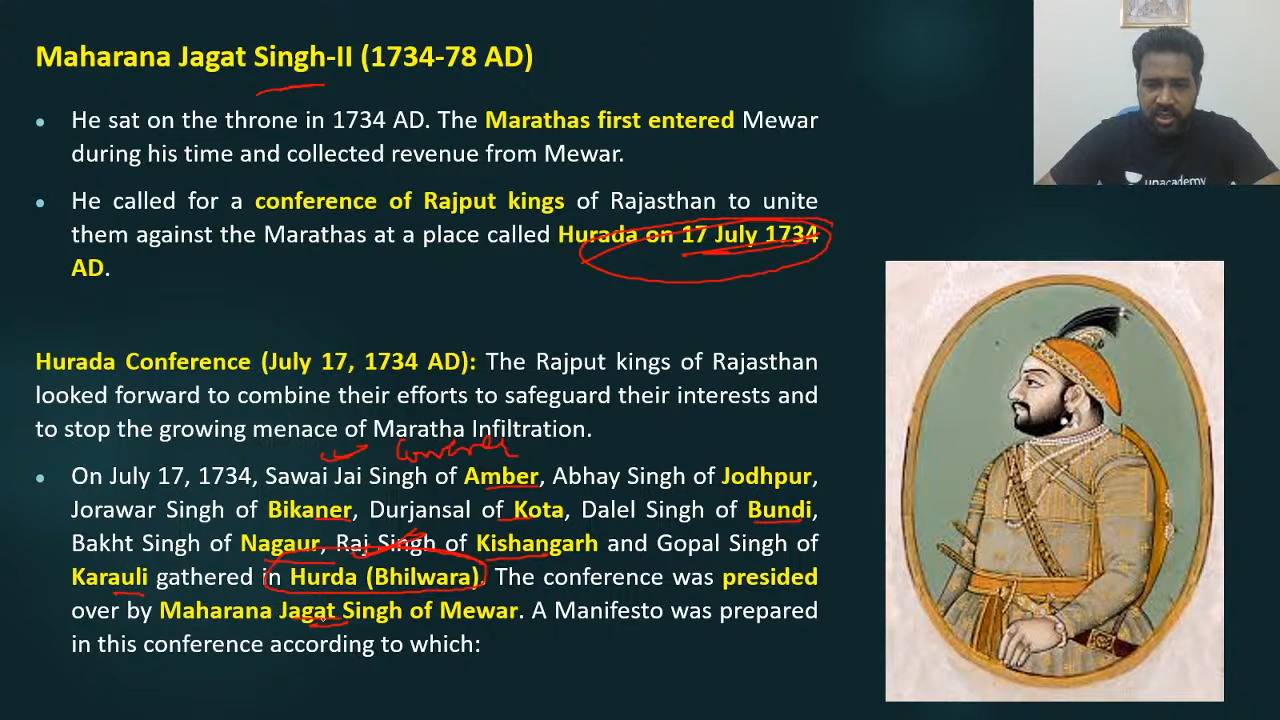 Maharana Jagat Singh-II (1734-78 AD)
• He sat on the throne in 1734 AD. The Marathas first entered Mewar
during his time and collected revenue from Mewar.
• He called for a conference of Rajput kings of Rajasthan to unite
them against the Marathas at a place called Hurada on 17 July 1734
AD.
Hurada Conference (July 17, 1734 AD): The Rajput kings of Rajasthan
looked forward to combine their efforts to safeguard their interests and
to stop the growing menace of Maratha Infiltration.
• On July 17, 1734, Sawai Jai Singh of Amber, Abhay Singh of Jodhpur,
Jorawar Singh of Bikaner, Durjansal of Kota, Dalel Singh of Bundi,
Bakht Singh of Nagaur, Raj Singh of Kishangarh and Gopal Singh of
Karauli gathered in Hurda (Bhilwara). The conference was presided
over by Maharana Jagat Singh of Mewar. A Manifesto was prepared
in this conference according to which:
unacademy